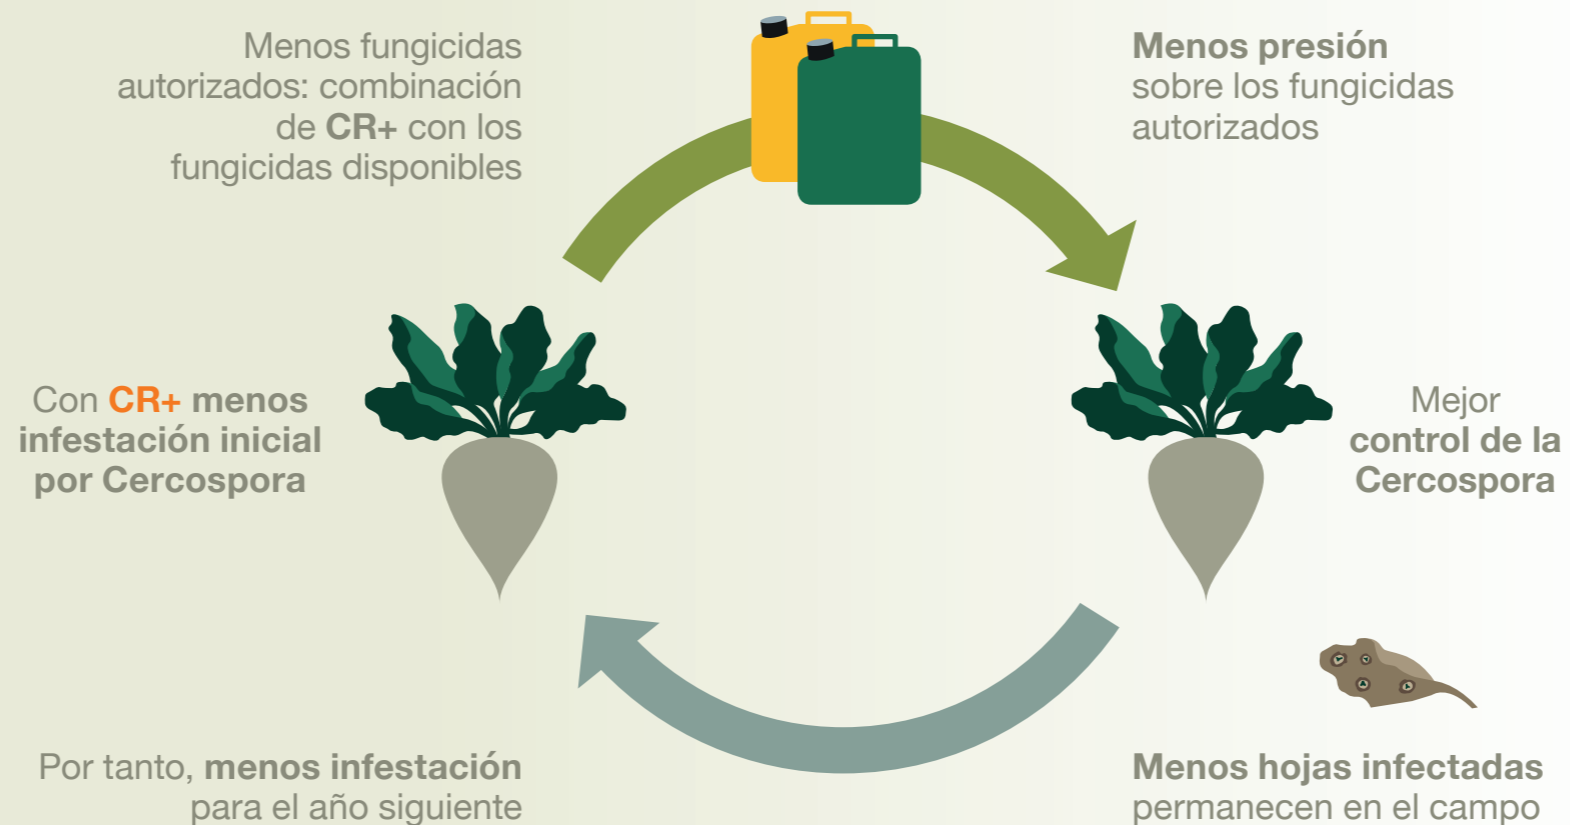 Menos fungicidas
autorizados: combinación
de CR+ con los
fungicidas disponibles
Menos presión
sobre los fungicidas
autorizados
Con CR+ menos
infestación inicial
por Cercospora
Mejor
control de la
Cercospora
Por tanto, menos infestación
para el año siguiente
Menos hojas infectadas
permanecen en el campo